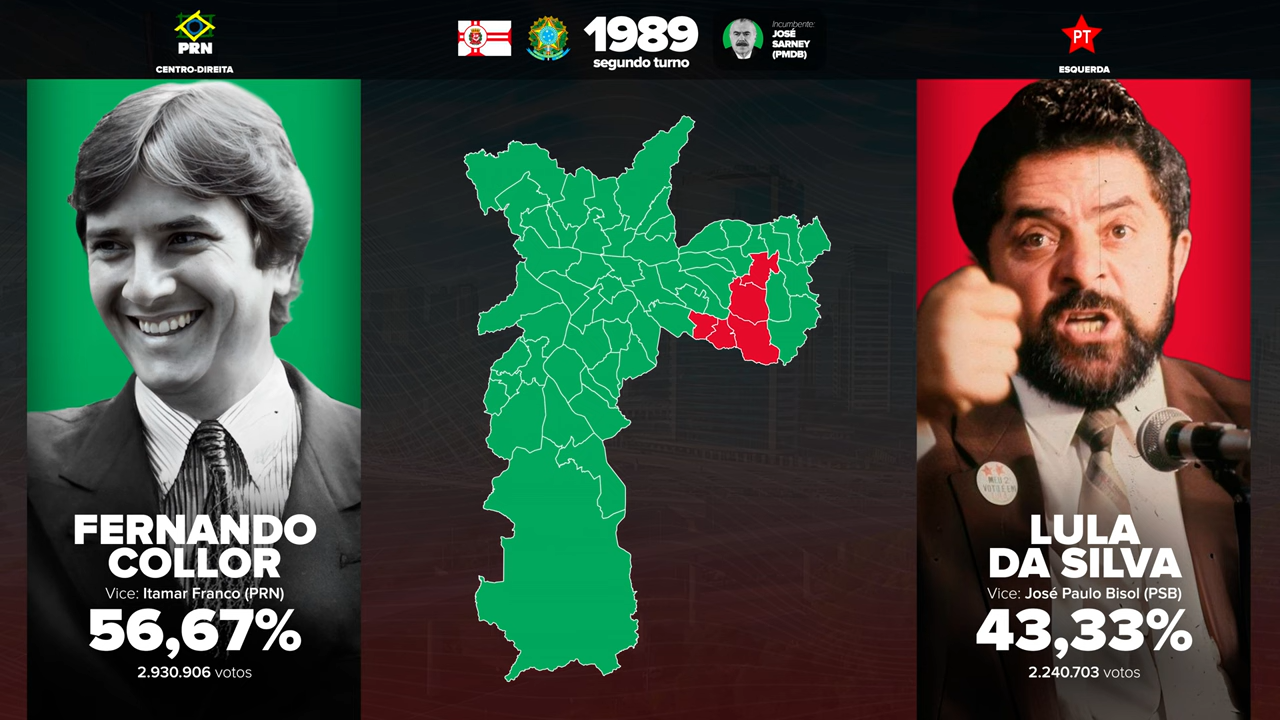 PRN
CENTRO-DIREITA
1989
segundo turno
Incumbente:
JOSÉ
SARNEY
(PMDB)
PT
ESQUERDA
FERNANDO
COLLOR
Vice: Itamar Franco (PRN)
56,67%
2.930.906 votos
LULA
DA SILVA
Vice: José Paulo Bisol (PSB)
43,33%
2.240.703 votos